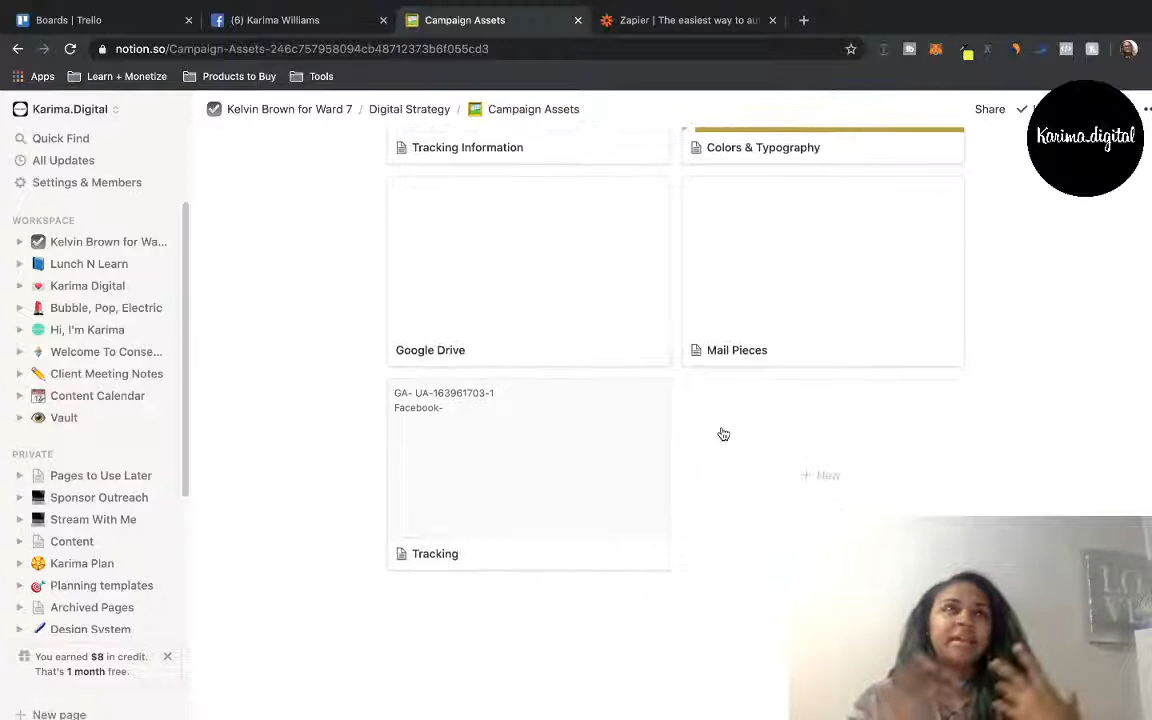 Boards | Trello
(6) Karima Williams
Campaign Assets
Zapier | The easiest way to au
notion.so/Campaign-Assets-246c757958094cb48712373b6f055cd3
Apps
Learn + Monetize
Products to Buy
Tools
Karima.Digital
Kelvin Brown for Ward 7 / Digital Strategy / Campaign Assets
Share
Karima.digital
Quick Find
All Updates
Settings & Members
WORKSPACE
Kelvin Brown for Wa...
Lunch N Learn
Karima Digital
Bubble, Pop, Electric
Hi, I'm Karima
Welcome To Conse...
Client Meeting Notes
Content Calendar
Vault
PRIVATE
Pages to Use Later
Sponsor Outreach
Stream With Me
Content
Karima Plan
Planning templates
Archived Pages
Design System
You earned $8 in credit.
That's 1 month free.
+ New page
Tracking Information
Colors & Typography
Google Drive
Mail Pieces
GA- UA-163961703-1
Facebook-
Tracking
+ New